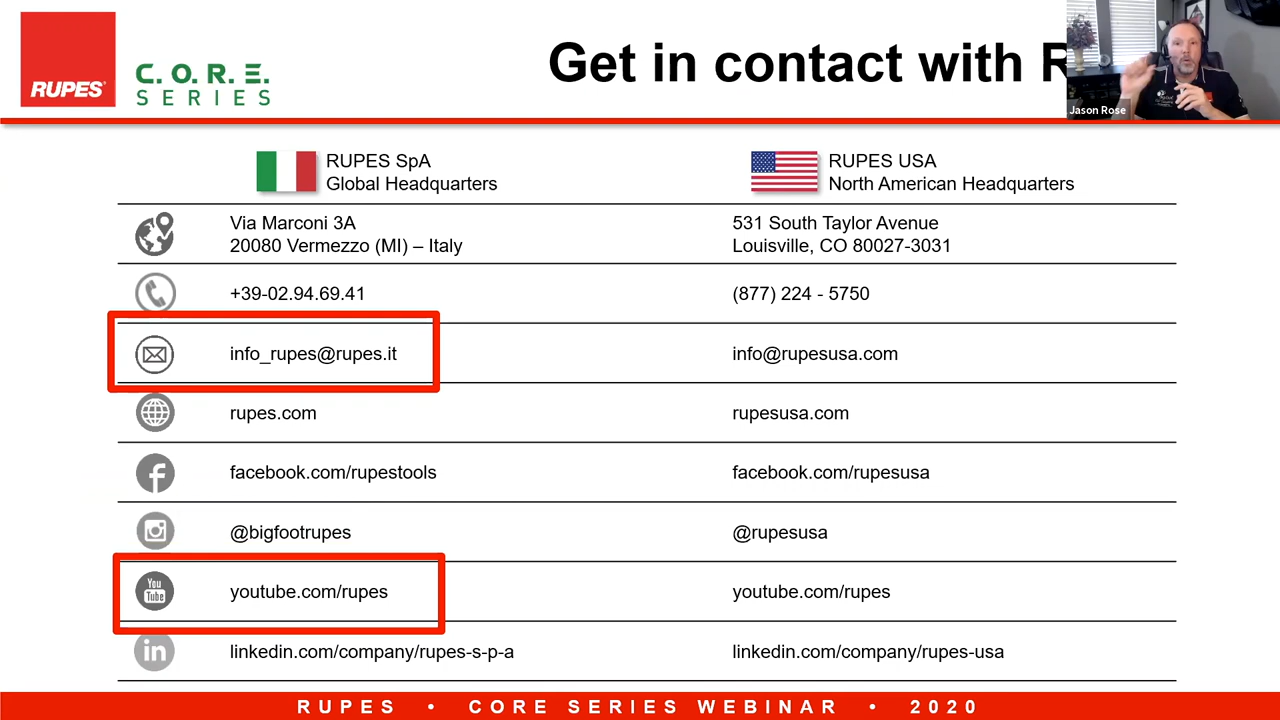 RUPES
C.O.R.E.
SERIES
Get in contact with
Jason Rose
RUPES SpA
Global Headquarters
RUPES USA
North American Headquarters
Via Marconi 3A
20080 Vermezzo (MI) – Italy
531 South Taylor Avenue
Louisville, CO 80027-3031
+39-02.94.69.41
(877) 224 - 5750
info_rupes@rupes.it
info@rupesusa.com
rupes.com
rupesusa.com
facebook.com/rupestools
facebook.com/rupesusa
@bigfootrupes
@rupesusa
You
Tube
youtube.com/rupes
youtube.com/rupes
in
linkedin.com/company/rupes-s-p-a
linkedin.com/company/rupes-usa
RUPES • CORE SERIES WEBINAR • 2020